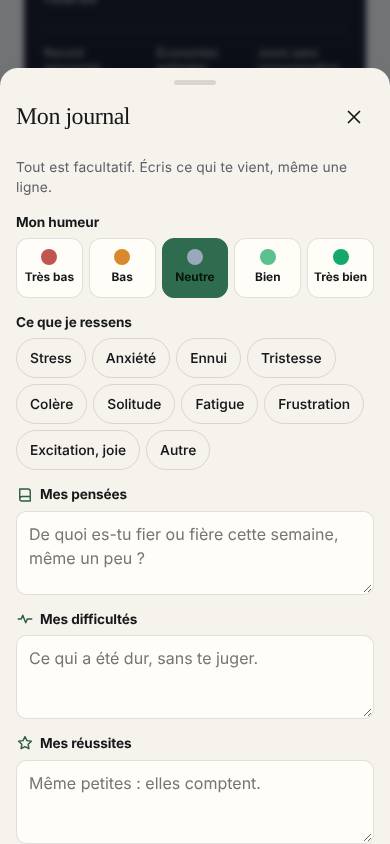 Mon journal
Tout est facultatif. Écris ce qui te vient, même une
ligne.
Mon humeur
Très bas
Bas
Neutre
Bien
Très bien
Ce que je ressens
Stress
Anxiété
Ennui
Tristesse
Colère
Solitude
Fatigue
Frustration
Excitation, joie
Autre
Mes pensées
De quoi es-tu fier ou fière cette semaine,
même un peu ?
Mes difficultés
Ce qui a été dur, sans te juger.
Mes réussites
Même petites : elles comptent.